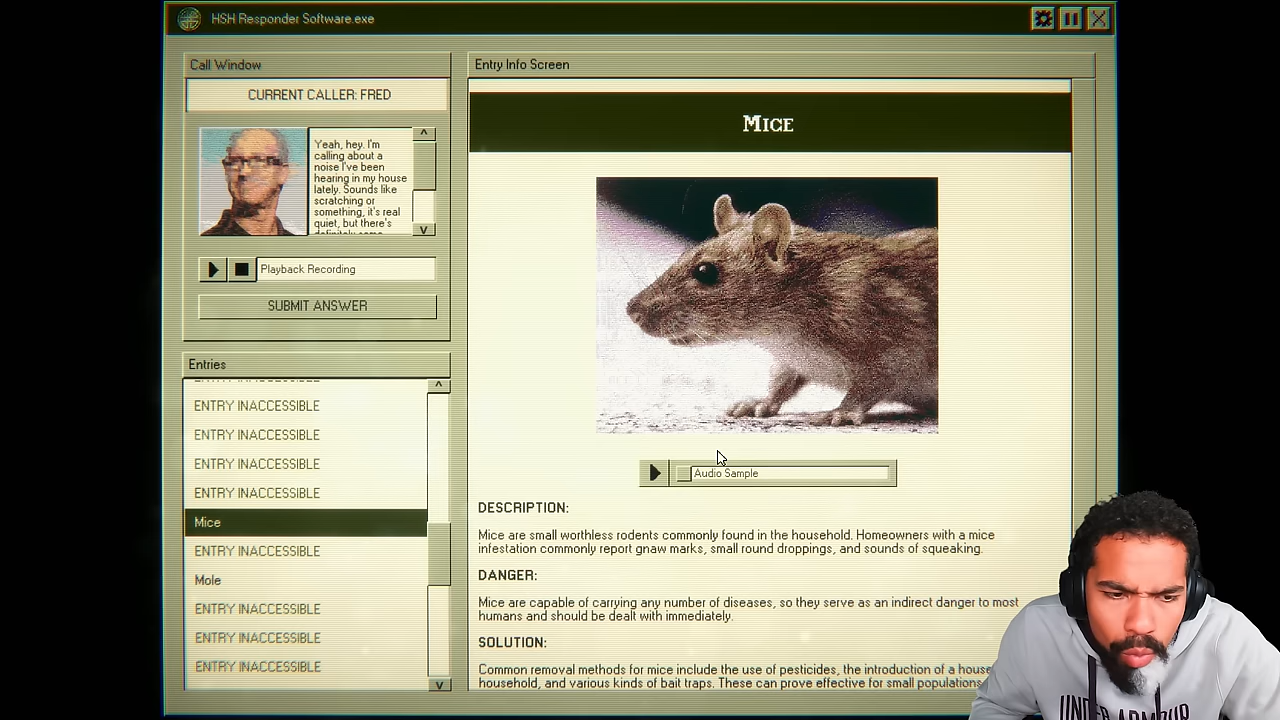 HSH Responder Software.exe
Call Window
CURRENT CALLER: FRED
Yeah, hey. I'm
calling about a
noise I've been
hearing in my house
lately. Sounds like
scratching or
something, it's real
quiet, but there's
Playback Recording
SUBMIT ANSWER
Entries
ENTRY INACCESSIBLE
ENTRY INACCESSIBLE
ENTRY INACCESSIBLE
ENTRY INACCESSIBLE
ENTRY INACCESSIBLE
Mice
ENTRY INACCESSIBLE
Mole
ENTRY INACCESSIBLE
ENTRY INACCESSIBLE
ENTRY INACCESSIBLE
Entry Info Screen
Mice
Audio Sample
DESCRIPTION:
Mice are small worthless rodents commonly found in the household. Homeowners with a mice
infestation commonly report gnaw marks, small round droppings, and sounds of squeaking.
DANGER:
Mice are capable of carrying any number of diseases, so they serve as an indirect danger to most
humans and should be dealt with immediately.
SOLUTION:
Common removal methods for mice include the use of pesticides, the introduction of a house
household, and various kinds of bait traps. These can prove effective for small populations
UNDER ARMOUR